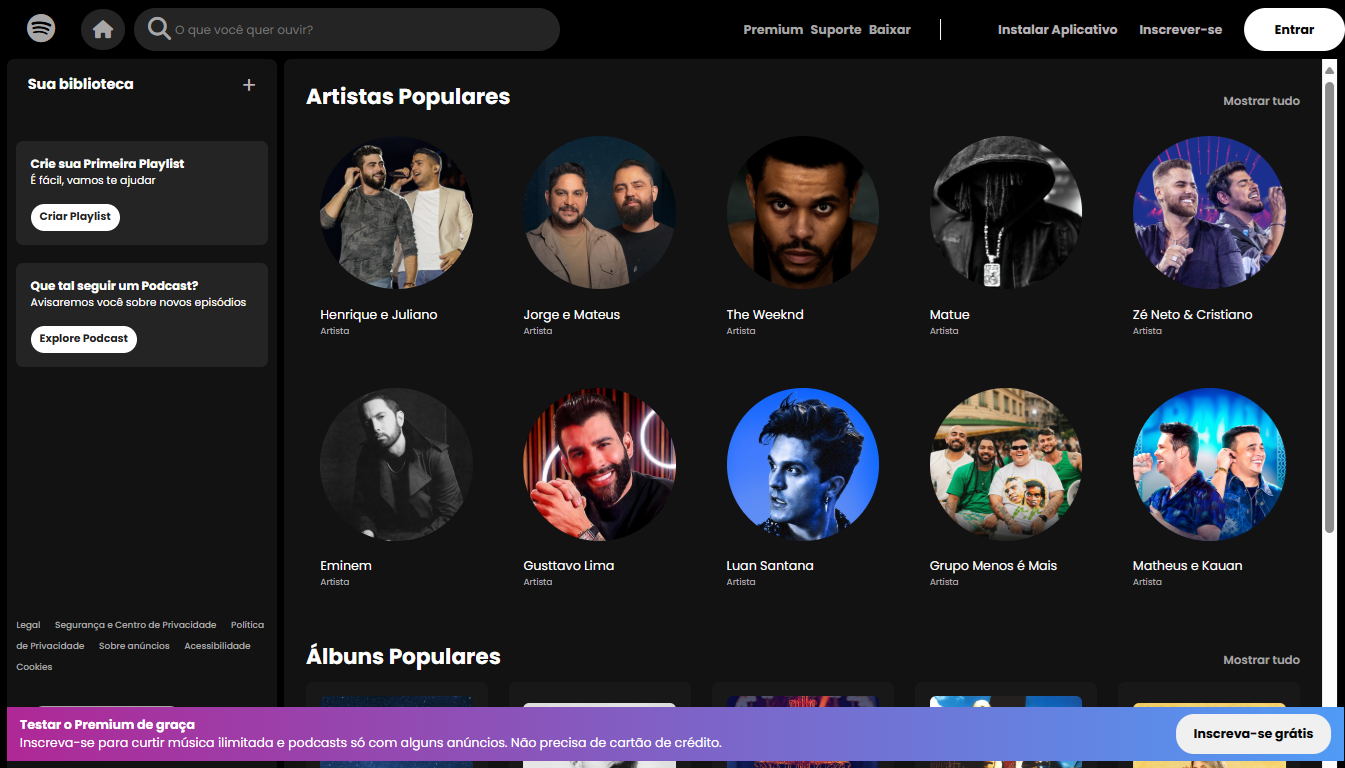 O que você quer ouvir?
Premium Suporte Baixar
Instalar Aplicativo
Inscrever-se
Entrar
Sua biblioteca
+
Crie sua Primeira Playlist
É fácil, vamos te ajudar
Criar Playlist
Que tal seguir um Podcast?
Avisaremos você sobre novos episódios
Explore Podcast
Legal Segurança e Centro de Privacidade Política
de Privacidade Sobre anúncios Acessibilidade
Cookies
Artistas Populares
Mostrar tudo
Henrique e Juliano
Artista
Jorge e Mateus
Artista
The Weeknd
Artista
Matue
Artista
Zé Neto & Cristiano
Artista
Eminem
Artista
Gusttavo Lima
Artista
Luan Santana
Artista
Grupo Menos é Mais
Artista
Matheus e Kauan
Artista
Álbuns Populares
Mostrar tudo
Testar o Premium de graça
Inscreva-se para curtir música ilimitada e podcasts só com alguns anúncios. Não precisa de cartão de crédito.
Inscreva-se grátis